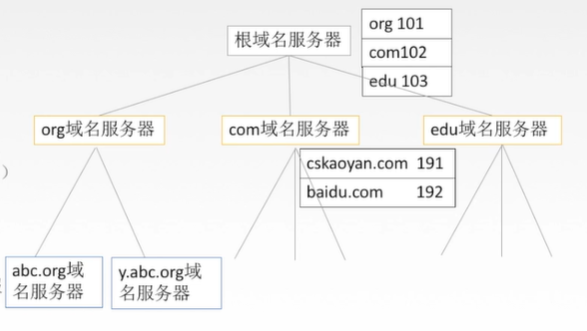 根域名服务器
org 101
com102
edu 103
org域名服务器
com域名服务器
edu域名服务器
）
cskaoyan.com 191
baidu.com 192
abc.org域
名服务器
y.abc.org域
名服务器